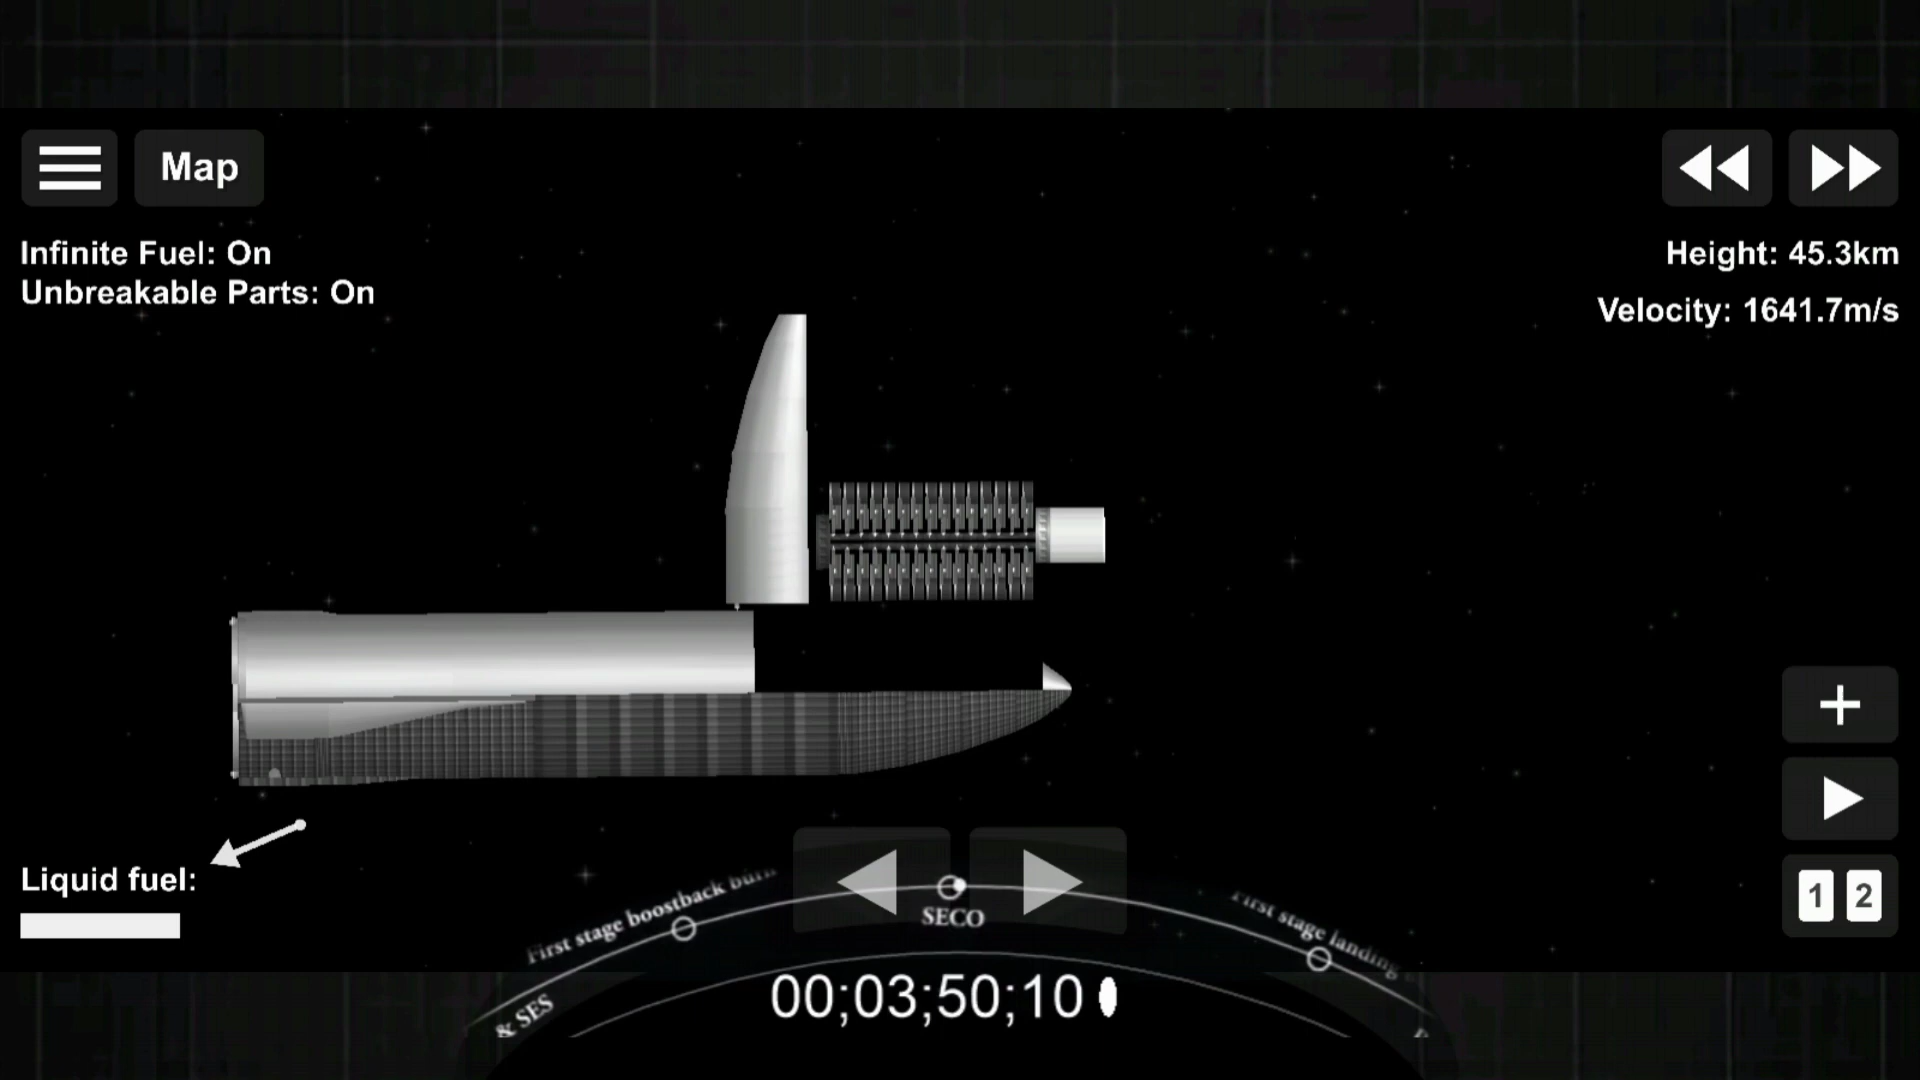 Map
Infinite Fuel: On
Unbreakable Parts: On
Height: 45.3km
Velocity: 1641.7m/s
Liquid fuel:
1 2
First stage boostback burn
SECO
First stage landing
& SES
00;03;50;10